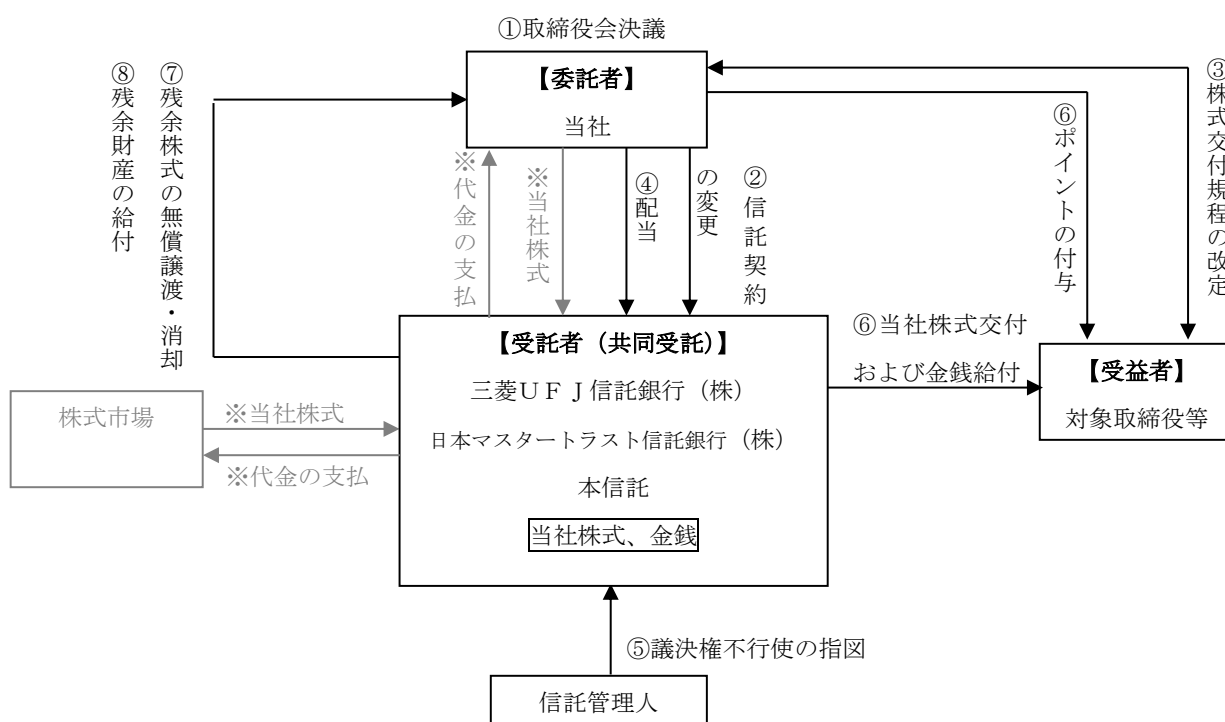 ①取締役会決議
【委託者】
当社
⑧残余財産の給付
⑦残余株式の無償譲渡・消却
※代金の支払
※当社株式
④配当
②信託契約
の変更
⑥ポイントの付与
③株式交付規程の改定
【受託者（共同受託）】
三菱ＵＦＪ信託銀行（株）
日本マスタートラスト信託銀行（株）
本信託
当社株式、金銭
⑥当社株式交付
および金銭給付
【受益者】
対象取締役等
株式市場
※当社株式
※代金の支払
⑤議決権不行使の指図
信託管理人